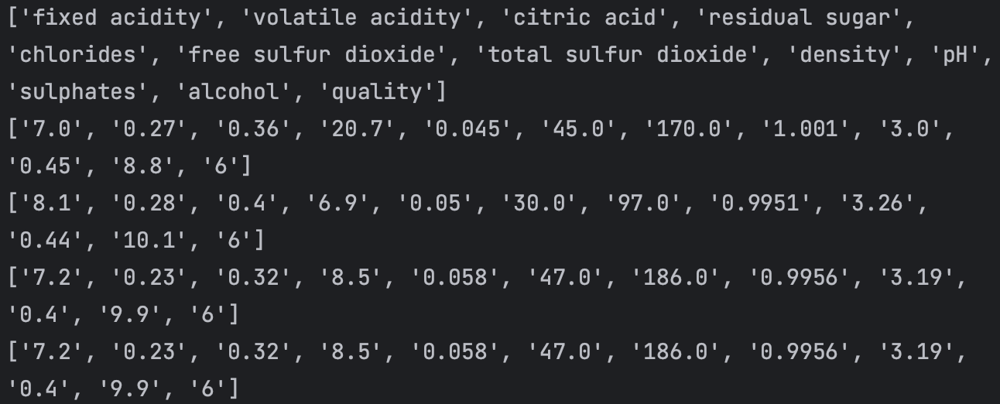 ['fixed acidity', 'volatile acidity', 'citric acid', 'residual sugar',
'chlorides', 'free sulfur dioxide', 'total sulfur dioxide', 'density', 'pH',
'sulphates', 'alcohol', 'quality']
['7.0', '0.27', '0.36', '20.7', '0.045', '45.0', '170.0', '1.001', '3.0',
'0.45', '8.8', '6']
['8.1', '0.28', '0.4', '6.9', '0.05', '30.0', '97.0', '0.9951', '3.26',
'0.44', '10.1', '6']
['7.2', '0.23', '0.32', '8.5', '0.058', '47.0', '186.0', '0.9956', '3.19',
'0.4', '9.9', '6']
['7.2', '0.23', '0.32', '8.5', '0.058', '47.0', '186.0', '0.9956', '3.19',
'0.4', '9.9', '6']